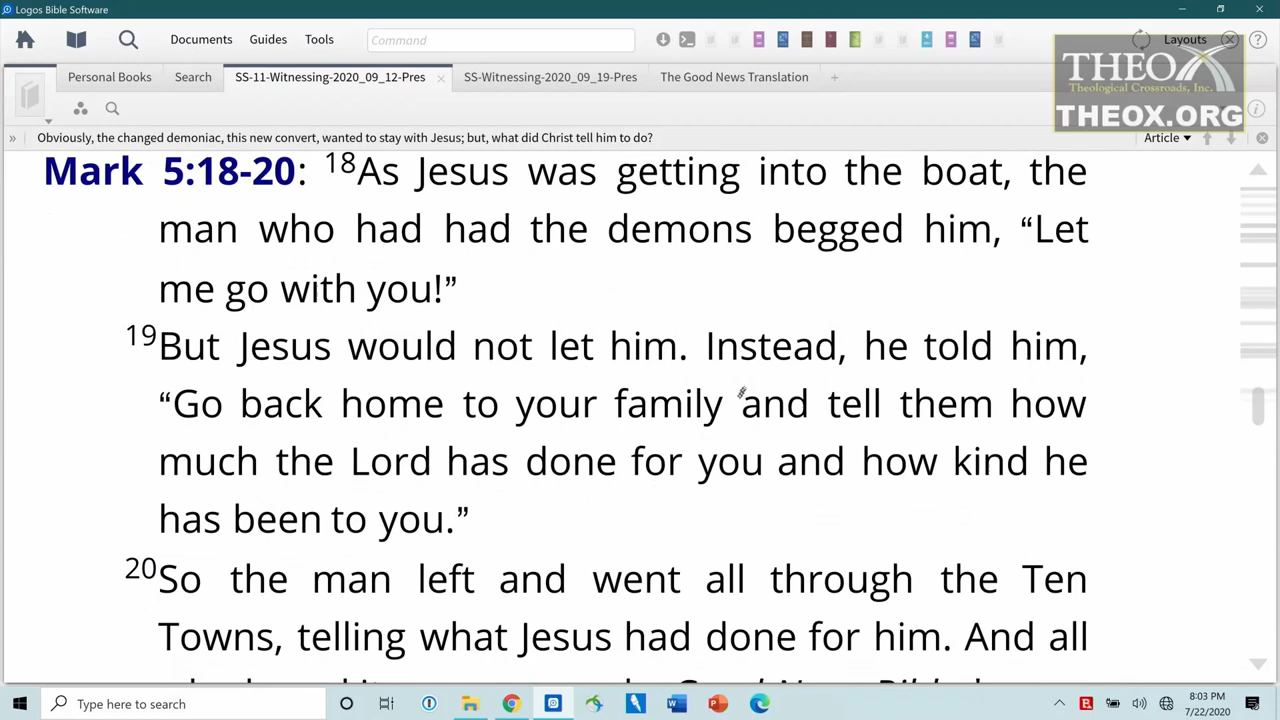 Logos Bible Software
Documents Guides Tools Command Layouts
THEOX
Theological Crossroads, Inc.
THEOX.ORG
Personal Books Search SS-11-Witnessing-2020_09_12-Pres SS-Witnessing-2020_09_19-Pres The Good News Translation
Obviously, the changed demoniac, this new convert, wanted to stay with Jesus; but, what did Christ tell him to do? Article
Mark 5:18-20: 18As Jesus was getting into the boat, the
man who had had the demons begged him, “Let
me go with you!”
19But Jesus would not let him. Instead, he told him,
“Go back home to your family and tell them how
much the Lord has done for you and how kind he
has been to you.”
20So the man left and went all through the Ten
Towns, telling what Jesus had done for him. And all
Type here to search
8:03 PM
7/22/2020